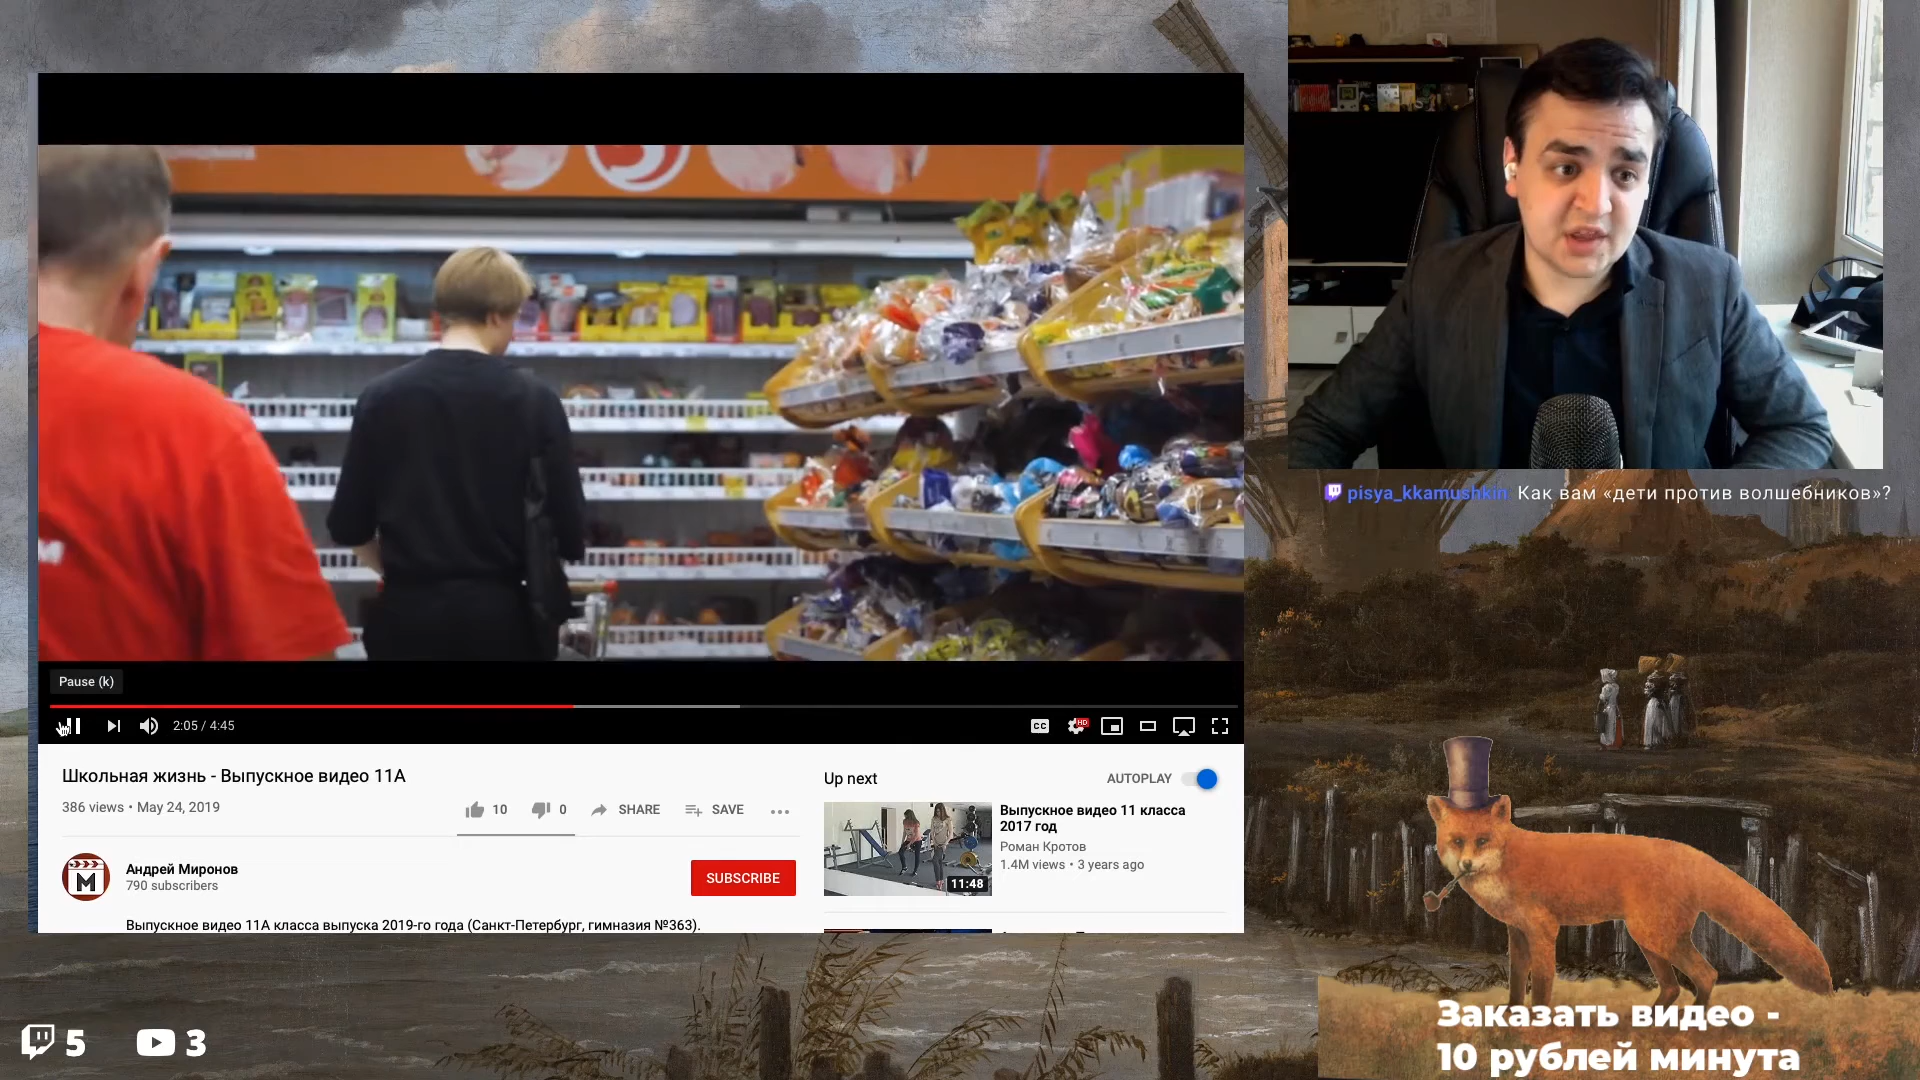 Pause (k)
2:05 / 4:45
CC
HD
Школьная жизнь - Выпускное видео 11А
386 views • May 24, 2019
10
0
SHARE
SAVE
M
Андрей Миронов
790 subscribers
SUBSCRIBE
Выпускное видео 11А класса выпуска 2019-го года (Санкт-Петербург, гимназия №363).
Up next
AUTOPLAY
11:48
Выпускное видео 11 класса
2017 год
Роман Кротов
1.4M views • 3 years ago
pisya_kkamushkin: Как вам «дети против волшебников»?
5
3
Заказать видео -
10 рублей минута